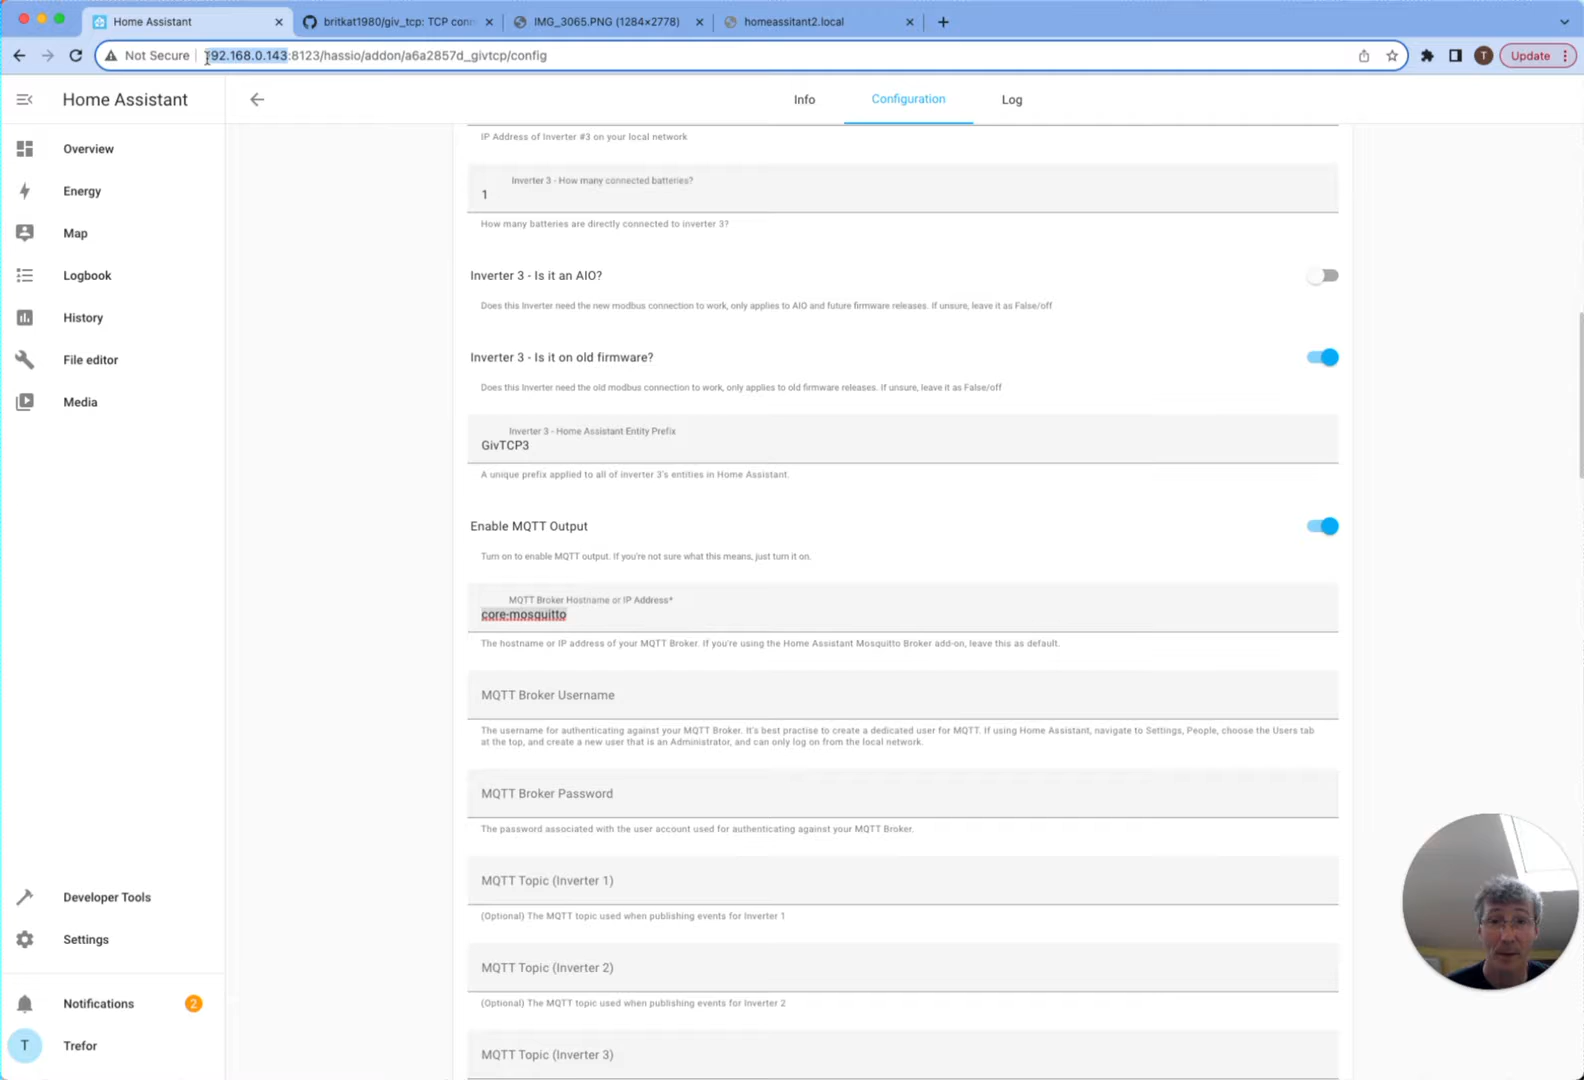 Home Assistant
britkat1980/giv_tcp: TCP conn
IMG_3065.PNG (1284×2778)
homeassitant2.local
Not Secure
192.168.0.143:8123/hassio/addon/a6a2857d_givtcp/config
T
Update
Home Assistant
Info
Configuration
Log
Overview
Energy
Map
Logbook
History
File editor
Media
Developer Tools
Settings
Notifications
2
T
Trefor
IP Address of Inverter #3 on your local network
Inverter 3 - How many connected batteries?
1
How many batteries are directly connected to inverter 3?
Inverter 3 - Is it an AIO?
Does this Inverter need the new modbus connection to work, only applies to AIO and future firmware releases. If unsure, leave it as False/off
Inverter 3 - Is it on old firmware?
Does this Inverter need the old modbus connection to work, only applies to old firmware releases. If unsure, leave it as False/off
Inverter 3 - Home Assistant Entity Prefix
GivTCP3
A unique prefix applied to all of inverter 3's entities in Home Assistant.
Enable MQTT Output
Turn on to enable MQTT output. If you're not sure what this means, just turn it on.
MQTT Broker Hostname or IP Address*
core-mosquitto
The hostname or IP address of your MQTT Broker. If you're using the Home Assistant Mosquitto Broker add-on, leave this as default.
MQTT Broker Username
The username for authenticating against your MQTT Broker. It's best practise to create a dedicated user for MQTT. If using Home Assistant, navigate to Settings, People, choose the Users tab
at the top, and create a new user that is an Administrator, and can only log on from the local network.
MQTT Broker Password
The password associated with the user account used for authenticating against your MQTT Broker.
MQTT Topic (Inverter 1)
(Optional) The MQTT topic used when publishing events for Inverter 1
MQTT Topic (Inverter 2)
(Optional) The MQTT topic used when publishing events for Inverter 2
MQTT Topic (Inverter 3)